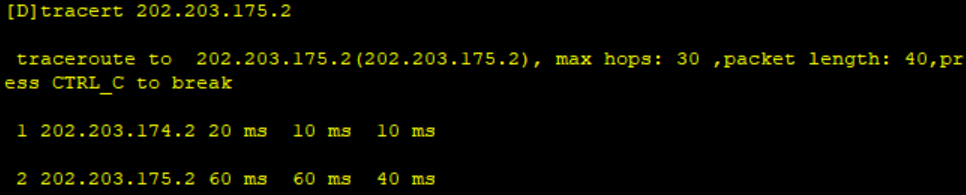 [D]tracert 202.203.175.2
traceroute to  202.203.175.2(202.203.175.2), max hops: 30 ,packet length: 40,pr
ess CTRL_C to break
1 202.203.174.2 20 ms  10 ms  10 ms
2 202.203.175.2 60 ms  60 ms  40 ms